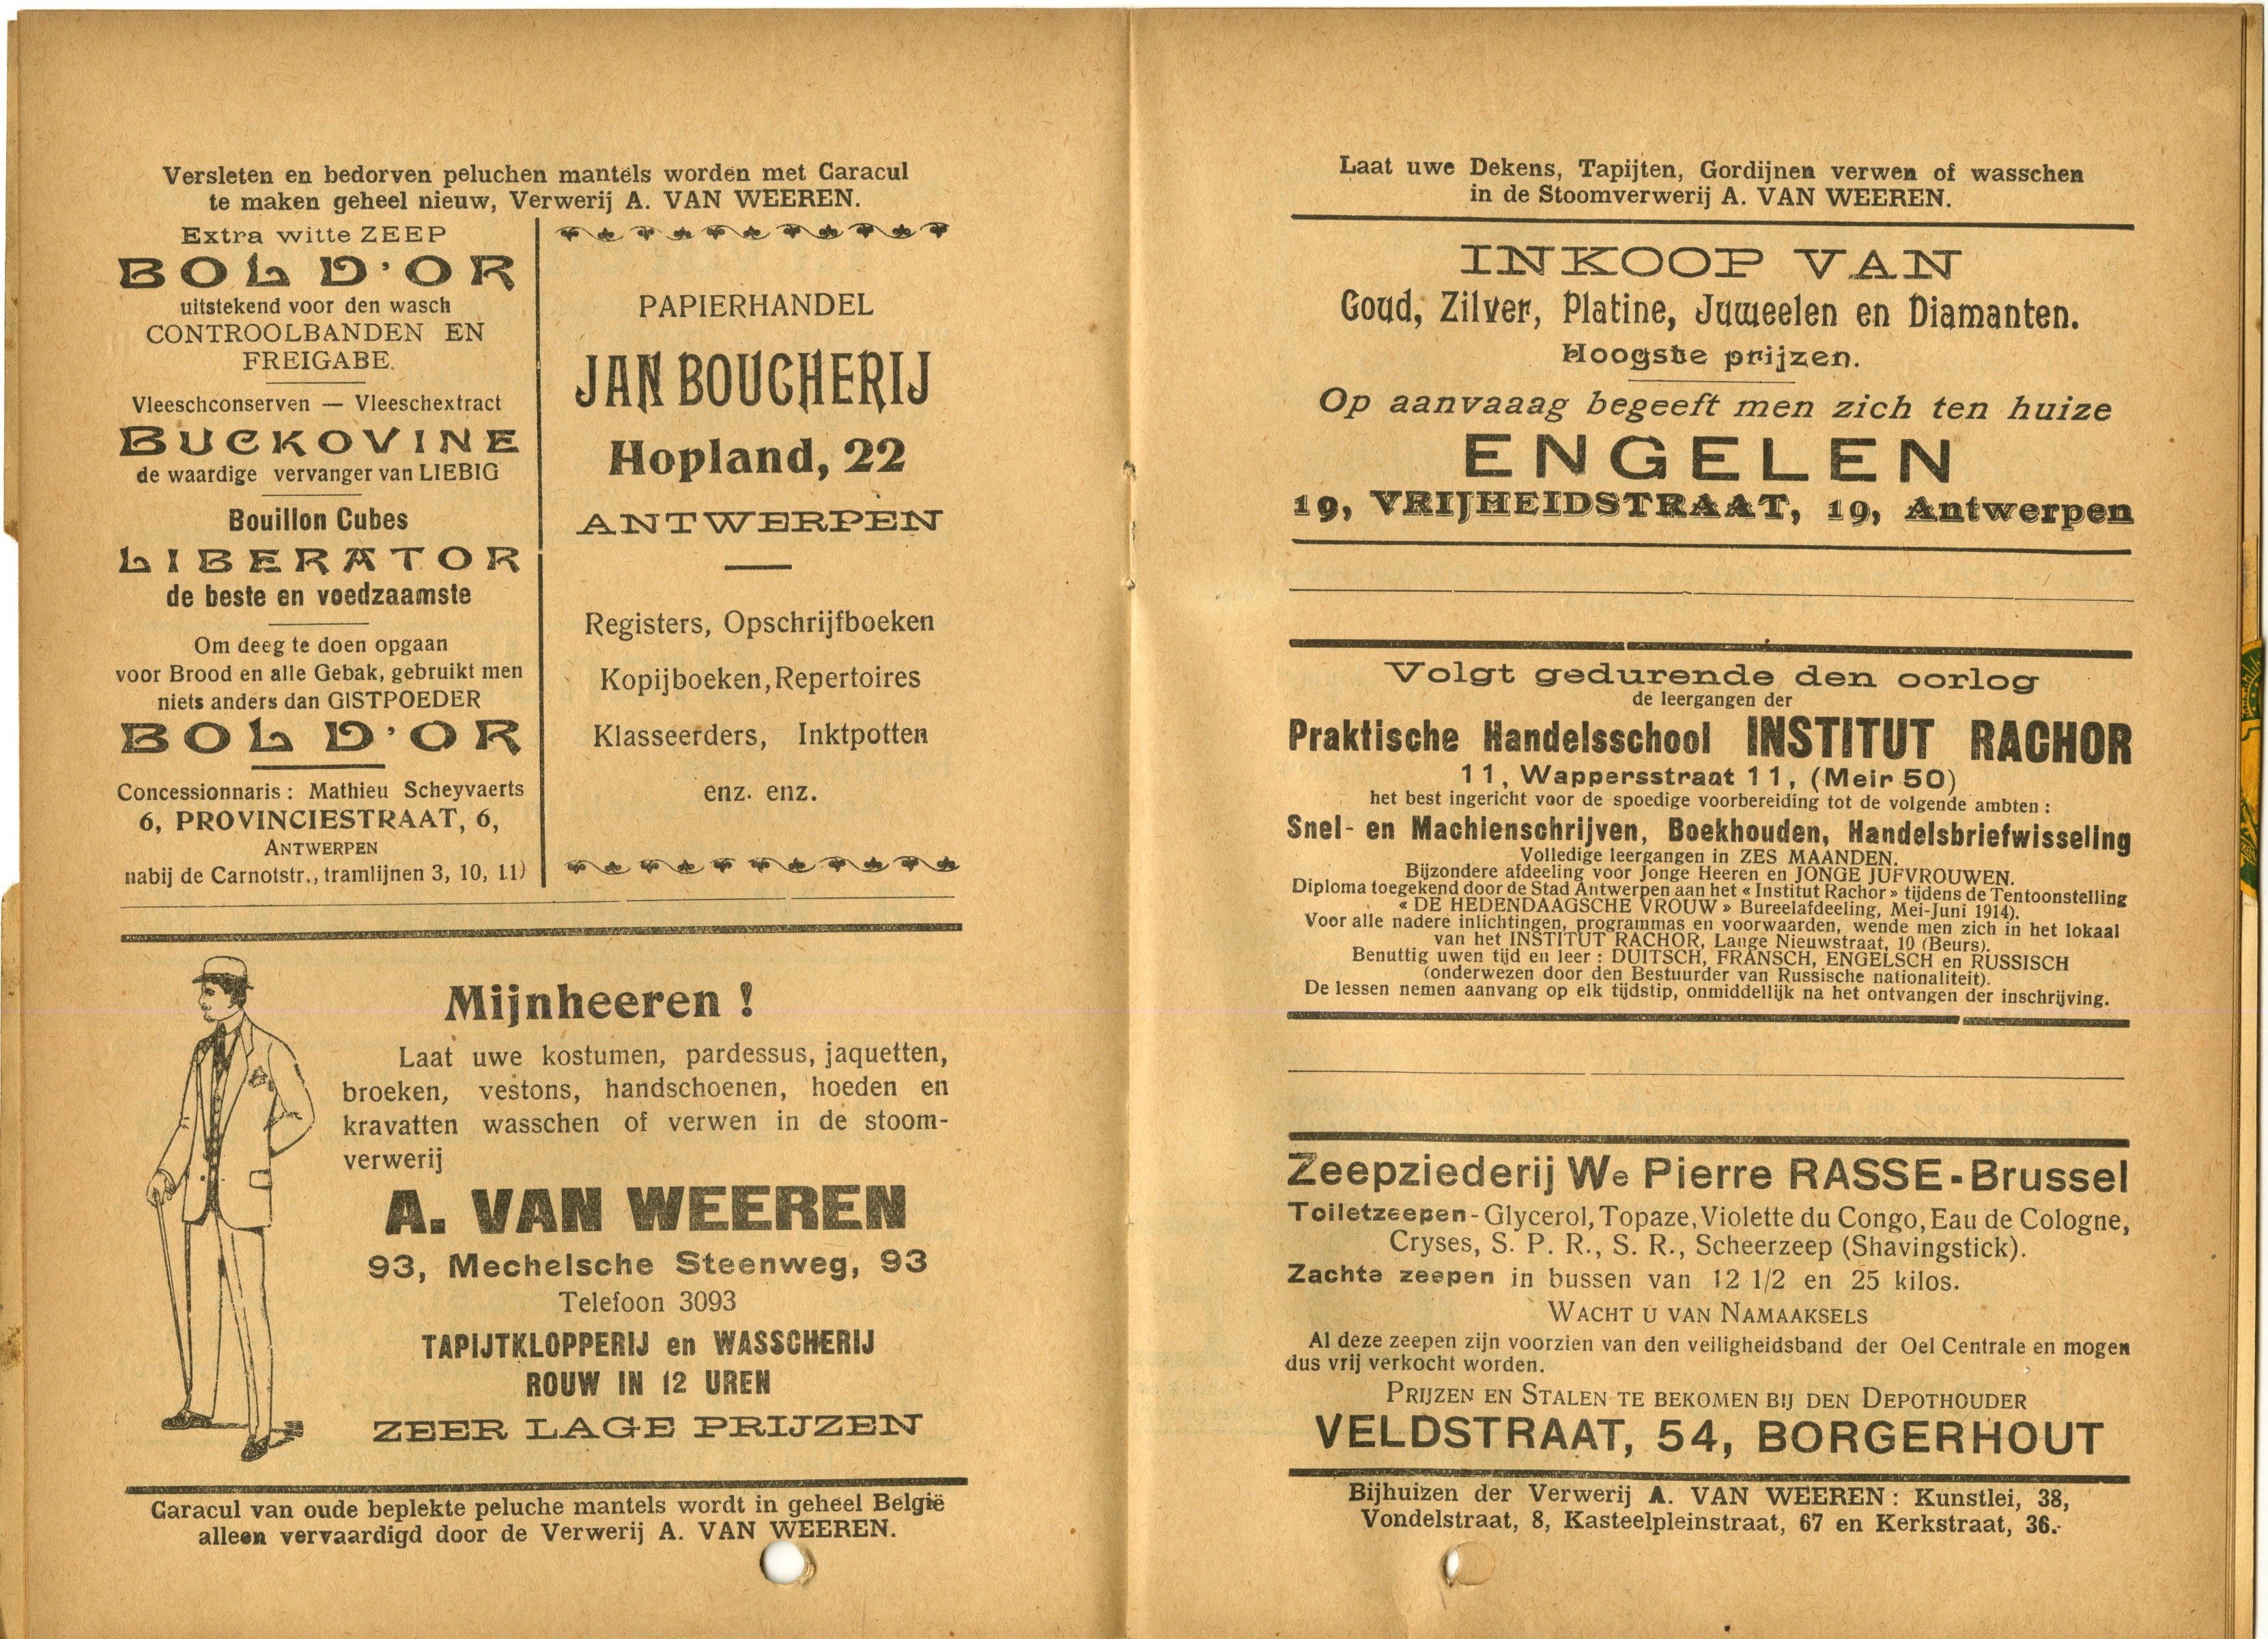 Versleten en bedorven peluchen mantels worden met Caracul
te maken geheel nieuw, Verwerij A. VAN WEEREN.
Extra witte ZEEP
BOL D'OR
uitstekend voor den wasch
CONTROOLBANDEN EN
FREIGABE.
Vleeschconserven — Vleeschextract
BUCKOVINE
de waardige vervanger van LIEBIG
Bouillon Cubes
LIBERATOR
de beste en voedzaamste
Om deeg te doen opgaan
voor Brood en alle Gebak, gebruikt men
niets anders dan GISTPOEDER
BOL D'OR
Concessionnaris : Mathieu Scheyvaerts
6, PROVINCIESTRAAT, 6,
ANTWERPEN
nabij de Carnotstr., tramlijnen 3, 10, 11)
PAPIERHANDEL
JAN BOUCHERIJ
Hopland, 22
ANTWERPEN
Registers, Opschrijfboeken
Kopijboeken, Repertoires
Klasseerders, Inktpotten
enz. enz.
Mijnheeren !
Laat uwe kostumen, pardessus, jaquetten,
broeken, vestons, handschoenen, hoeden en
kravatten wasschen of verwen in de stoom-
verwerij
A. VAN WEEREN
93, Mechelsche Steenweg, 93
Telefoon 3093
TAPIJTKLOPPERIJ en WASSCHERIJ
ROUW IN 12 UREN
ZEER LAGE PRIJZEN
Caracul van oude beplekte peluche mantels wordt in geheel België
alleen vervaardigd door de Verwerij A. VAN WEEREN.
Laat uwe Dekens, Tapijten, Gordijnen verwen of wasschen
in de Stoomverwerij A. VAN WEEREN.
INKOOP VAN
Goud, Zilver, Platine, Juweelen en Diamanten.
Hoogste prijzen.
Op aanvaaag begeeft men zich ten huize
ENGELEN
19, VRIJHEIDSTRAAT, 19, Antwerpen
Volgt gedurende den oorlog
de leergangen der
Praktische Handelsschool INSTITUT RACHOR
11, Wappersstraat 11, (Meir 50)
het best ingericht voor de spoedige voorbereiding tot de volgende ambten :
Snel- en Machienschrijven, Boekhouden, Handelsbriefwisseling
Volledige leergangen in ZES MAANDEN.
Bijzondere afdeeling voor Jonge Heeren en JONGE JUFVROUWEN.
Diploma toegekend door de Stad Antwerpen aan het « Institut Rachor » tijdens de Tentoonstelling
« DE HEDENDAAGSCHE VROUW » Bureelafdeeling, Mei-Juni 1914).
Voor alle nadere inlichtingen, programmas en voorwaarden, wende men zich in het lokaal
van het INSTITUT RACHOR, Lange Nieuwstraat, 10 (Beurs).
Benuttig uwen tijd en leer : DUITSCH, FRANSCH, ENGELSCH en RUSSISCH
(onderwezen door den Bestuurder van Russische nationaliteit).
De lessen nemen aanvang op elk tijdstip, onmiddellijk na het ontvangen der inschrijving.
Zeepziederij We Pierre RASSE-Brussel
Toiletzeepen - Glycerol, Topaze, Violette du Congo, Eau de Cologne,
Cryses, S. P. R., S. R., Scheerzeep (Shavingstick).
Zachte zeepen in bussen van 12 1/2 en 25 kilos.
WACHT U VAN NAMAAKSELS
Al deze zeepen zijn voorzien van den veiligheidsband der Oel Centrale en mogen
dus vrij verkocht worden.
PRIJZEN EN STALEN TE BEKOMEN BIJ DEN DEPOTHOUDER
VELDSTRAAT, 54, BORGERHOUT
Bijhuizen der Verwerij A. VAN WEEREN : Kunstlei, 38,
Vondelstraat, 8, Kasteelpleinstraat, 67 en Kerkstraat, 36.-